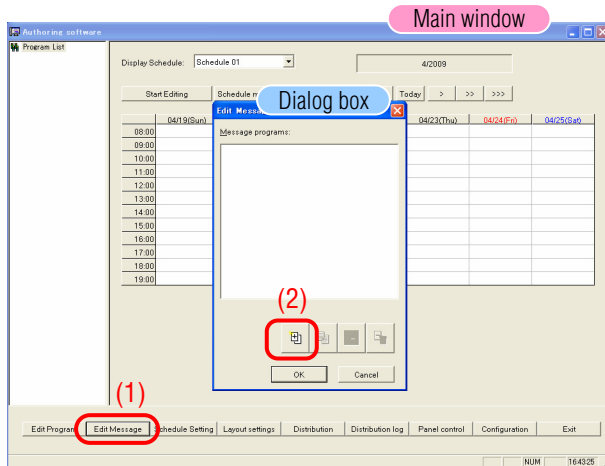 Main window
Authoring software
Program List
Display Schedule: Schedule 01 4/2009
Start Editing Schedule m Today > >> >>>
Dialog box
Edit Messa
04/19(Sun) 04/23(Thu) 04/24(Fri) 04/25(Sat)
Message programs:
08:00
09:00
10:00
11:00
12:00
13:00
14:00
15:00
16:00
17:00
18:00
19:00
(2)
OK Cancel
(1)
Edit Program Edit Message Schedule Setting Layout settings Distribution Distribution log Panel control Configuration Exit
NUM 164325